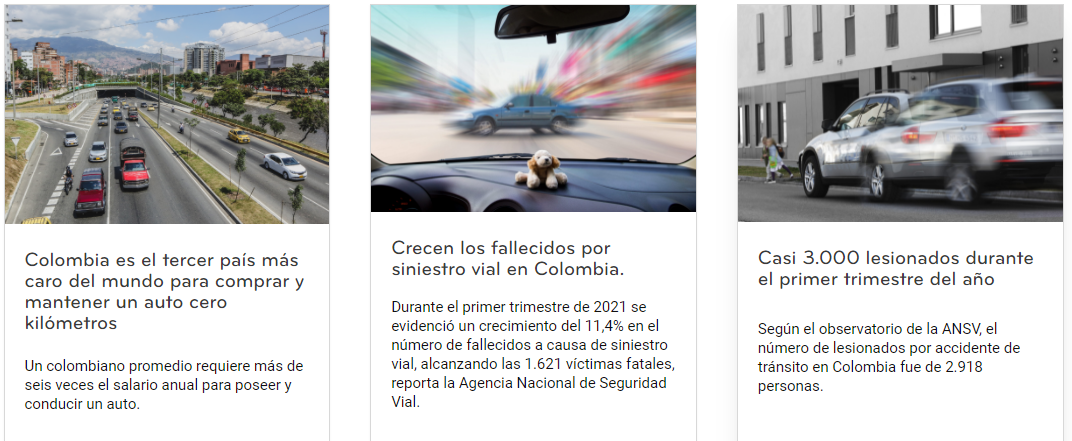 Colombia es el tercer país más
caro del mundo para comprar y
mantener un auto cero
kilómetros
Un colombiano promedio requiere más de
seis veces el salario anual para poseer y
conducir un auto.
Crecen los fallecidos por
siniestro vial en Colombia.
Durante el primer trimestre de 2021 se
evidenció un crecimiento del 11,4% en el
número de fallecidos a causa de siniestro
vial, alcanzando las 1.621 víctimas fatales,
reporta la Agencia Nacional de Seguridad
Vial.
Casi 3.000 lesionados durante
el primer trimestre del año
Según el observatorio de la ANSV, el
número de lesionados por accidente de
tránsito en Colombia fue de 2.918
personas.